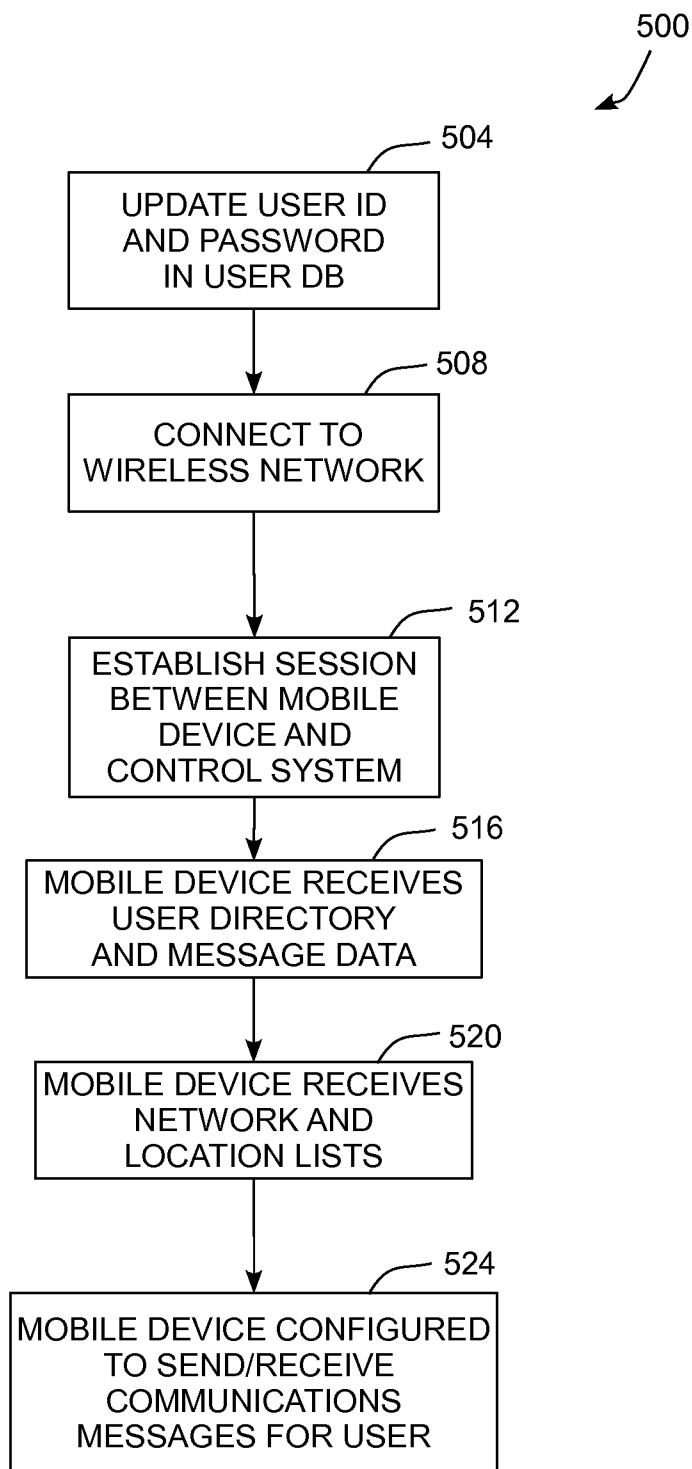 500
504
UPDATE USER ID
AND PASSWORD
IN USER DB
508
CONNECT TO
WIRELESS NETWORK
512
ESTABLISH SESSION
BETWEEN MOBILE
DEVICE AND
CONTROL SYSTEM
516
MOBILE DEVICE RECEIVES
USER DIRECTORY
AND MESSAGE DATA
520
MOBILE DEVICE RECEIVES
NETWORK AND
LOCATION LISTS
524
MOBILE DEVICE CONFIGURED
TO SEND/RECEIVE
COMMUNICATIONS
MESSAGES FOR USER